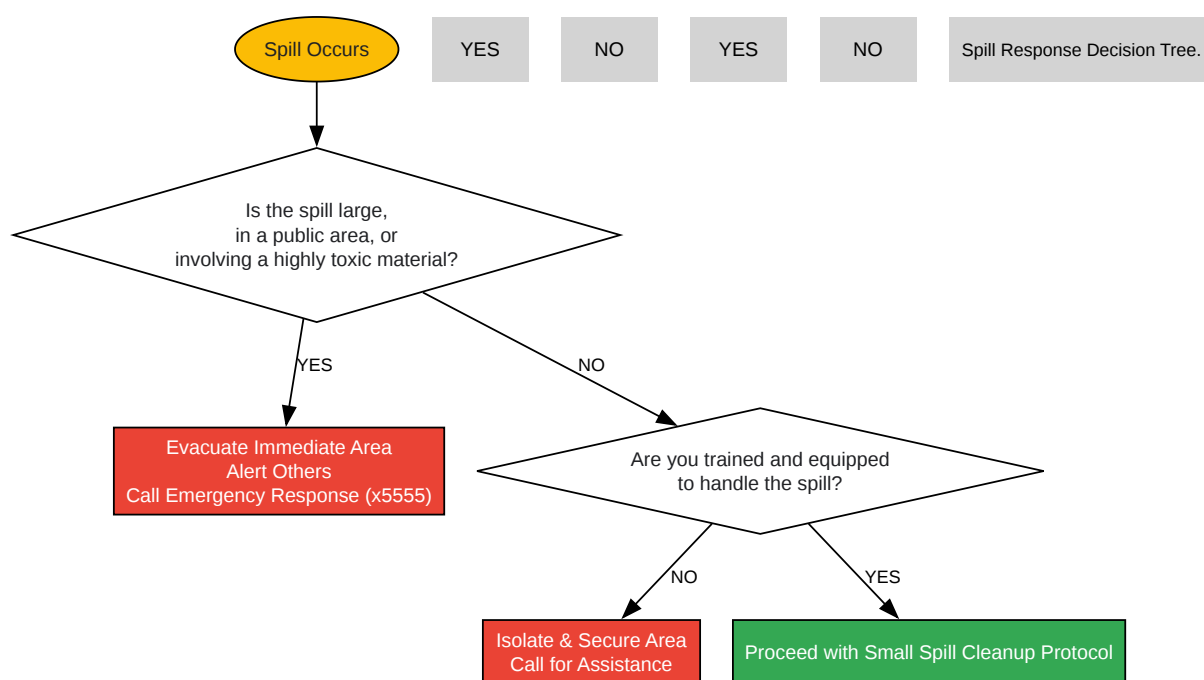 Spill Occurs
YES
NO
YES
NO
Spill Response Decision Tree.
Is the spill large,
in a public area, or
involving a highly toxic material?
YES
NO
Evacuate Immediate Area
Alert Others
Call Emergency Response (x5555)
Are you trained and equipped
to handle the spill?
NO
YES
Isolate & Secure Area
Call for Assistance
Proceed with Small Spill Cleanup Protocol